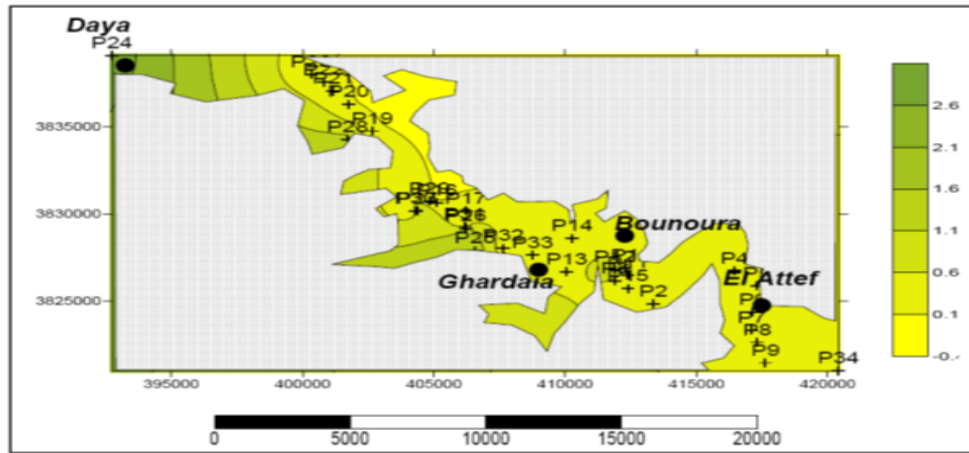 Daya
P24
P21
P20
P19
P28
3835000
2.6
2.1
1.6
1.1
0.6
0.1
P17
3830000
P26
P32
P33
P14
Bounoura
P13
Ghardaia
P2
P4
El Attef
3825000
P8
P9
P34
395000
400000
405000
410000
415000
420000
0
5000
10000
15000
20000